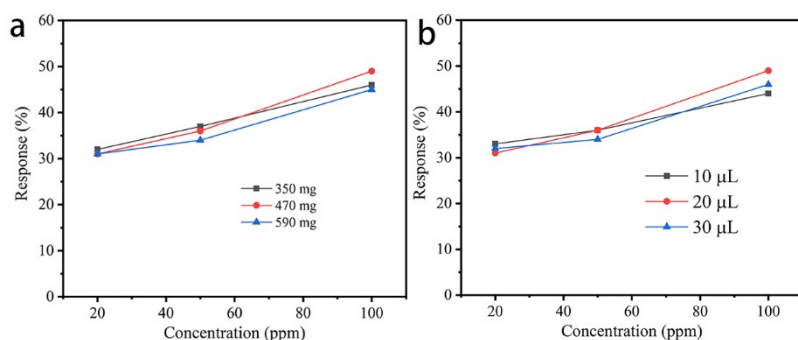 a
60
50
40
30
20
10
0
Response (%)
350 mg
470 mg
590 mg
20 40 60 80 100
Concentration (ppm)
b
60
50
40
30
20
10
0
Response (%)
10 μL
20 μL
30 μL
20 40 60 80 100
Concentration (ppm)